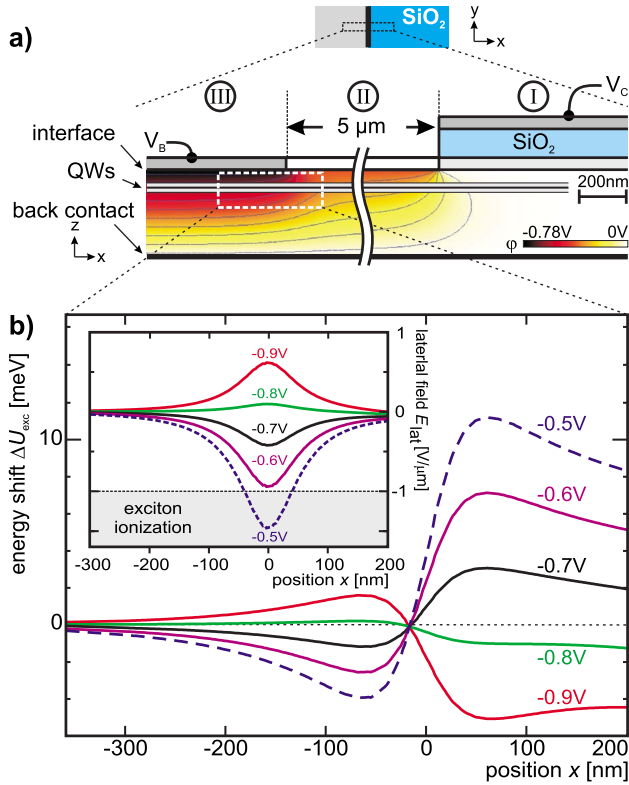 a)
SiO2
y
x
III
II
I
VC
5 µm
interface
VB
SiO2
QWs
200nm
back contact
z
x
φ
-0.78V
0V
b)
energy shift ΔUexc [meV]
10
0
-300
-200
-100
0
100
200
position x [nm]
-0.5V
-0.6V
-0.7V
-0.8V
-0.9V
1
0
-1
laterlal field Elat [V/µm]
-0.9V
-0.8V
-0.7V
-0.6V
-0.5V
exciton
ionization
-300
-200
-100
0
100
200
position x [nm]